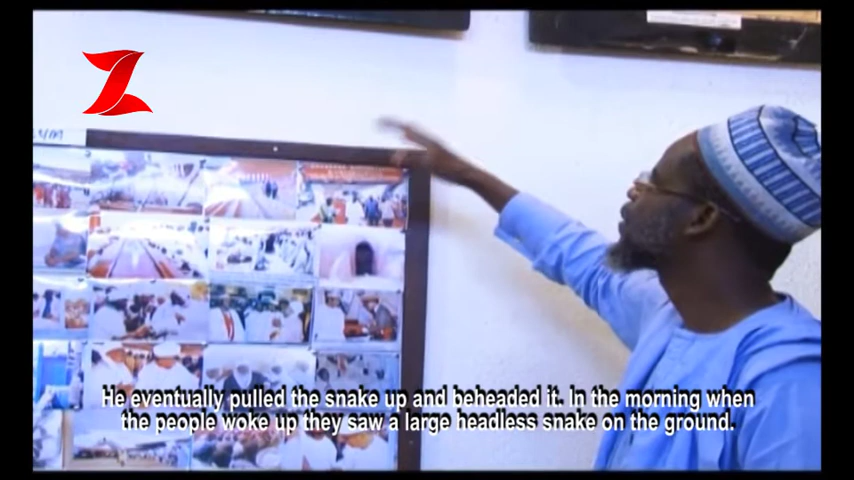 He eventually pulled the snake up and beheaded it. In the morning when
the people woke up they saw a large headless snake on the ground.